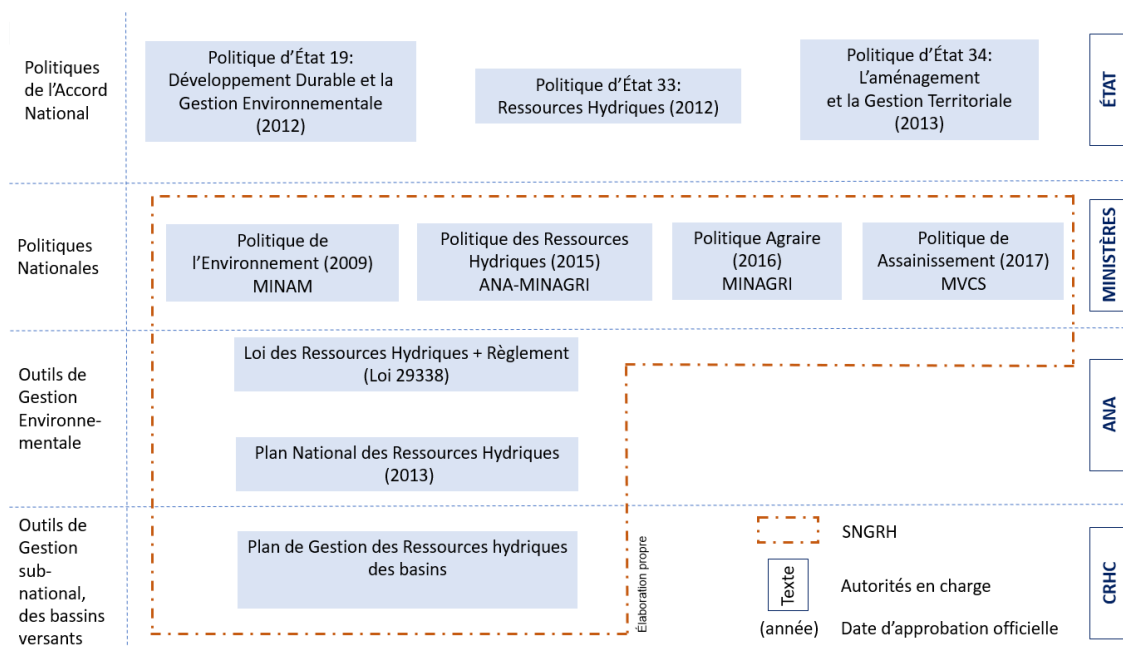 Politiques
de l'Accord
National
Politique d'État 19:
Développement Durable et la
Gestion Environnementale
(2012)
Politique d'État 33:
Ressources Hydriques (2012)
Politique d'État 34:
L'aménagement
et la Gestion Territoriale
(2013)
ÉTAT
Politiques
Nationales
Politique de
l'Environnement (2009)
MINAM
Politique des Ressources
Hydriques (2015)
ANA-MINAGRI
Politique Agraire
(2016)
MINAGRI
Politique de
Assainissement (2017)
MVCS
MINISTÈRES
Outils de
Gestion
Environne-
mentale
Loi des Ressources Hydriques + Règlement
(Loi 29338)
Plan National des Ressources Hydriques
(2013)
ANA
Outils de
Gestion
sub-
national,
des bassins
versants
Plan de Gestion des Ressources hydriques
des basins
Élaboration propre
SNGRH
Texte
Autorités en charge
(année)
Date d'approbation officielle
CRHC